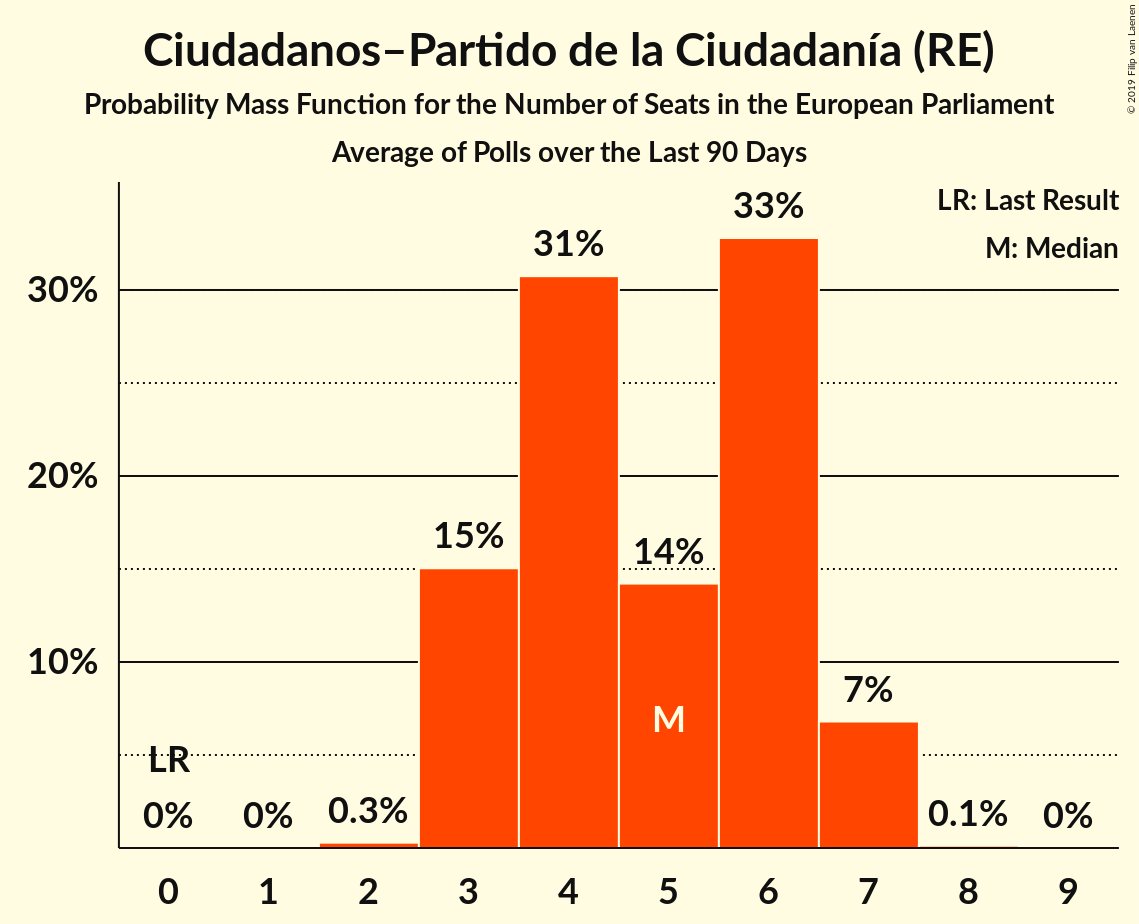 Ciudadanos–Partido de la Ciudadanía (RE)
Probability Mass Function for the Number of Seats in the European Parliament
Average of Polls over the Last 90 Days
© 2019 Filip van Laenen
LR: Last Result
M: Median
33%
31%
30%
20%
15%
14%
10%
7%
M
LR
0%
0%
0.3%
0.1%
0%
0 1 2 3 4 5 6 7 8 9